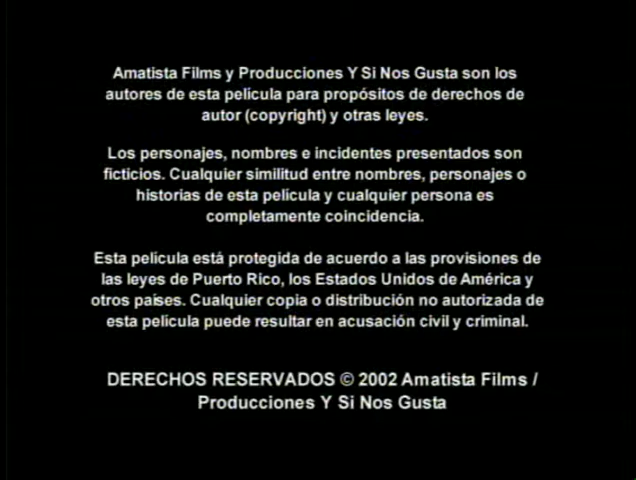 Amatista Films y Producciones Y Si Nos Gusta son los
autores de esta película para propósitos de derechos de
autor (copyright) y otras leyes.
Los personajes, nombres e incidentes presentados son
ficticios. Cualquier similitud entre nombres, personajes o
historias de esta película y cualquier persona es
completamente coincidencia.
Esta película está protegida de acuerdo a las provisiones de
las leyes de Puerto Rico, los Estados Unidos de América y
otros países. Cualquier copia o distribución no autorizada de
esta película puede resultar en acusación civil y criminal.
DERECHOS RESERVADOS © 2002 Amatista Films /
Producciones Y Si Nos Gusta